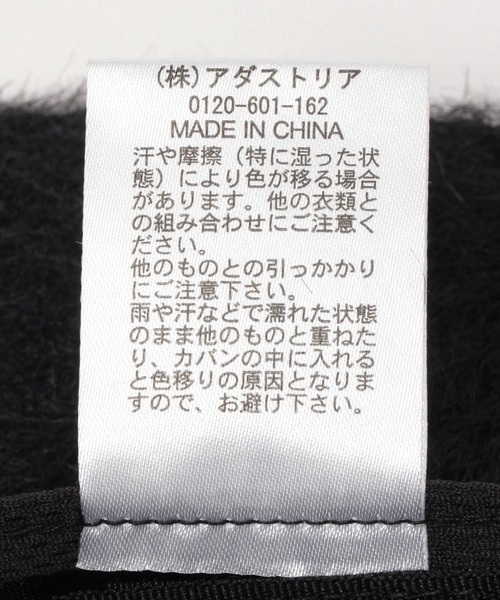 (株)アダストリア
0120-601-162
MADE IN CHINA
汗や摩擦（特に湿った状
態）により色が移る場合
があります。他の衣類と
の組み合わせにご注意く
ださい。
他のものとの引っかかり
にご注意下さい。
雨や汗などで濡れた状態
のまま他のものと重ねた
り、カバンの中に入れる
と色移りの原因となりま
すので、お避け下さい。